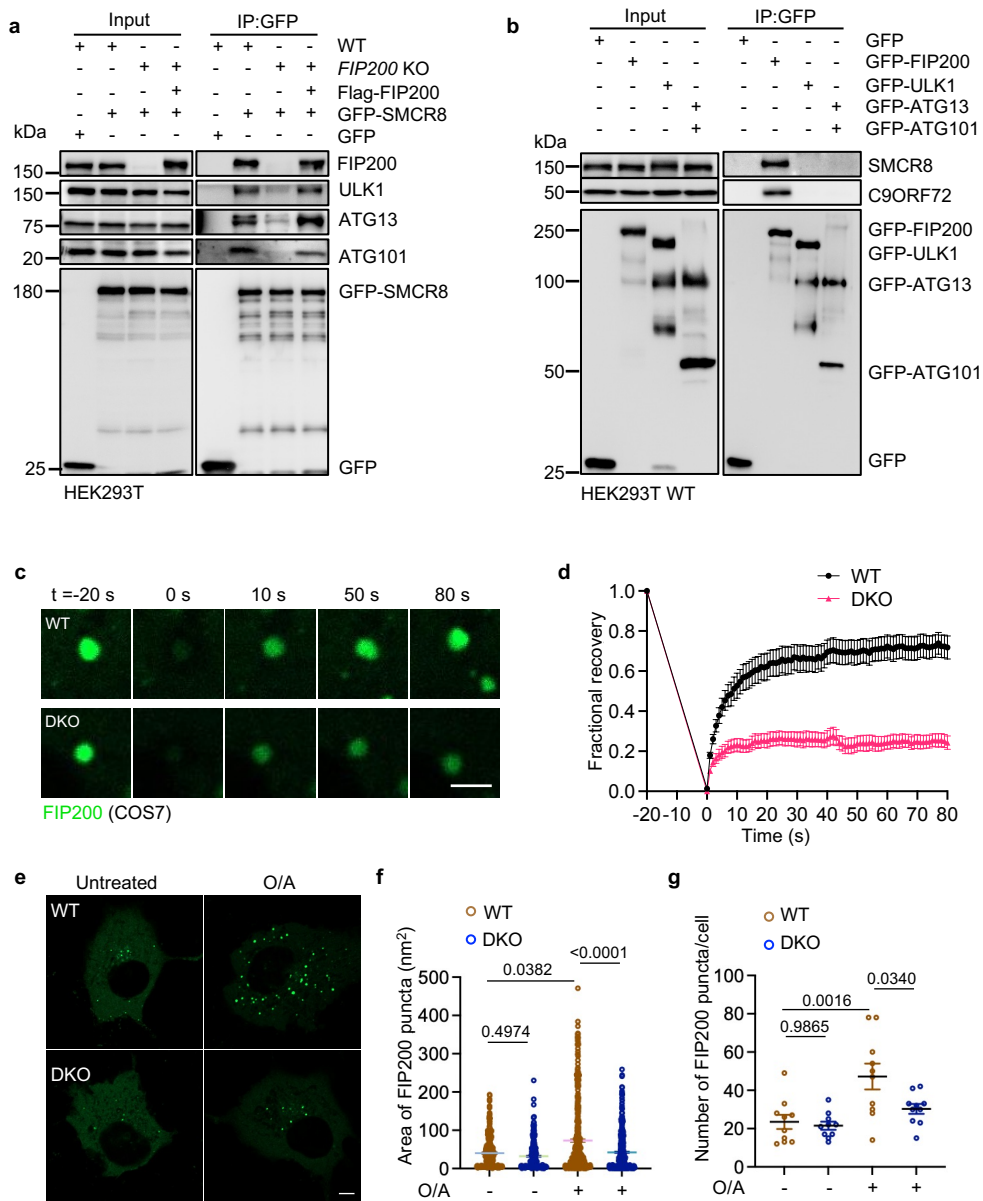 a
Input IP:GFP
+ + - - + + - - WT
- - + + - - + + FIP200 KO
- - - + - - - + Flag-FIP200
- + + + - + + + GFP-SMCR8
+ - - - + - - - GFP
kDa
150 FIP200
150 ULK1
75 ATG13
20 ATG101
180 GFP-SMCR8
25 GFP
HEK293T
b
Input IP:GFP
+ - - - + - - - GFP
- + - - - + - - GFP-FIP200
- - + - - - + - GFP-ULK1
- - - + - - - + GFP-ATG13
- - - + - - - + GFP-ATG101
kDa
150 SMCR8
50 C9ORF72
250 GFP-FIP200
GFP-ULK1
100 GFP-ATG13
50 GFP-ATG101
25 GFP
HEK293T WT
c
t =-20 s 0 s 10 s 50 s 80 s
WT
DKO
FIP200 (COS7)
d
WT
DKO
Fractional recovery
1.0
0.8
0.6
0.4
0.2
0.0
-20 -10 0 10 20 30 40 50 60 70 80
Time (s)
e
Untreated O/A
WT
DKO
f
WT
DKO
<0.0001
0.0382
0.4974
Area of FIP200 puncta (nm²)
500
400
300
200
100
0
O/A - - + +
g
WT
DKO
0.0340
0.0016
0.9865
Number of FIP200 puncta/cell
100
80
60
40
20
0
O/A - - + +